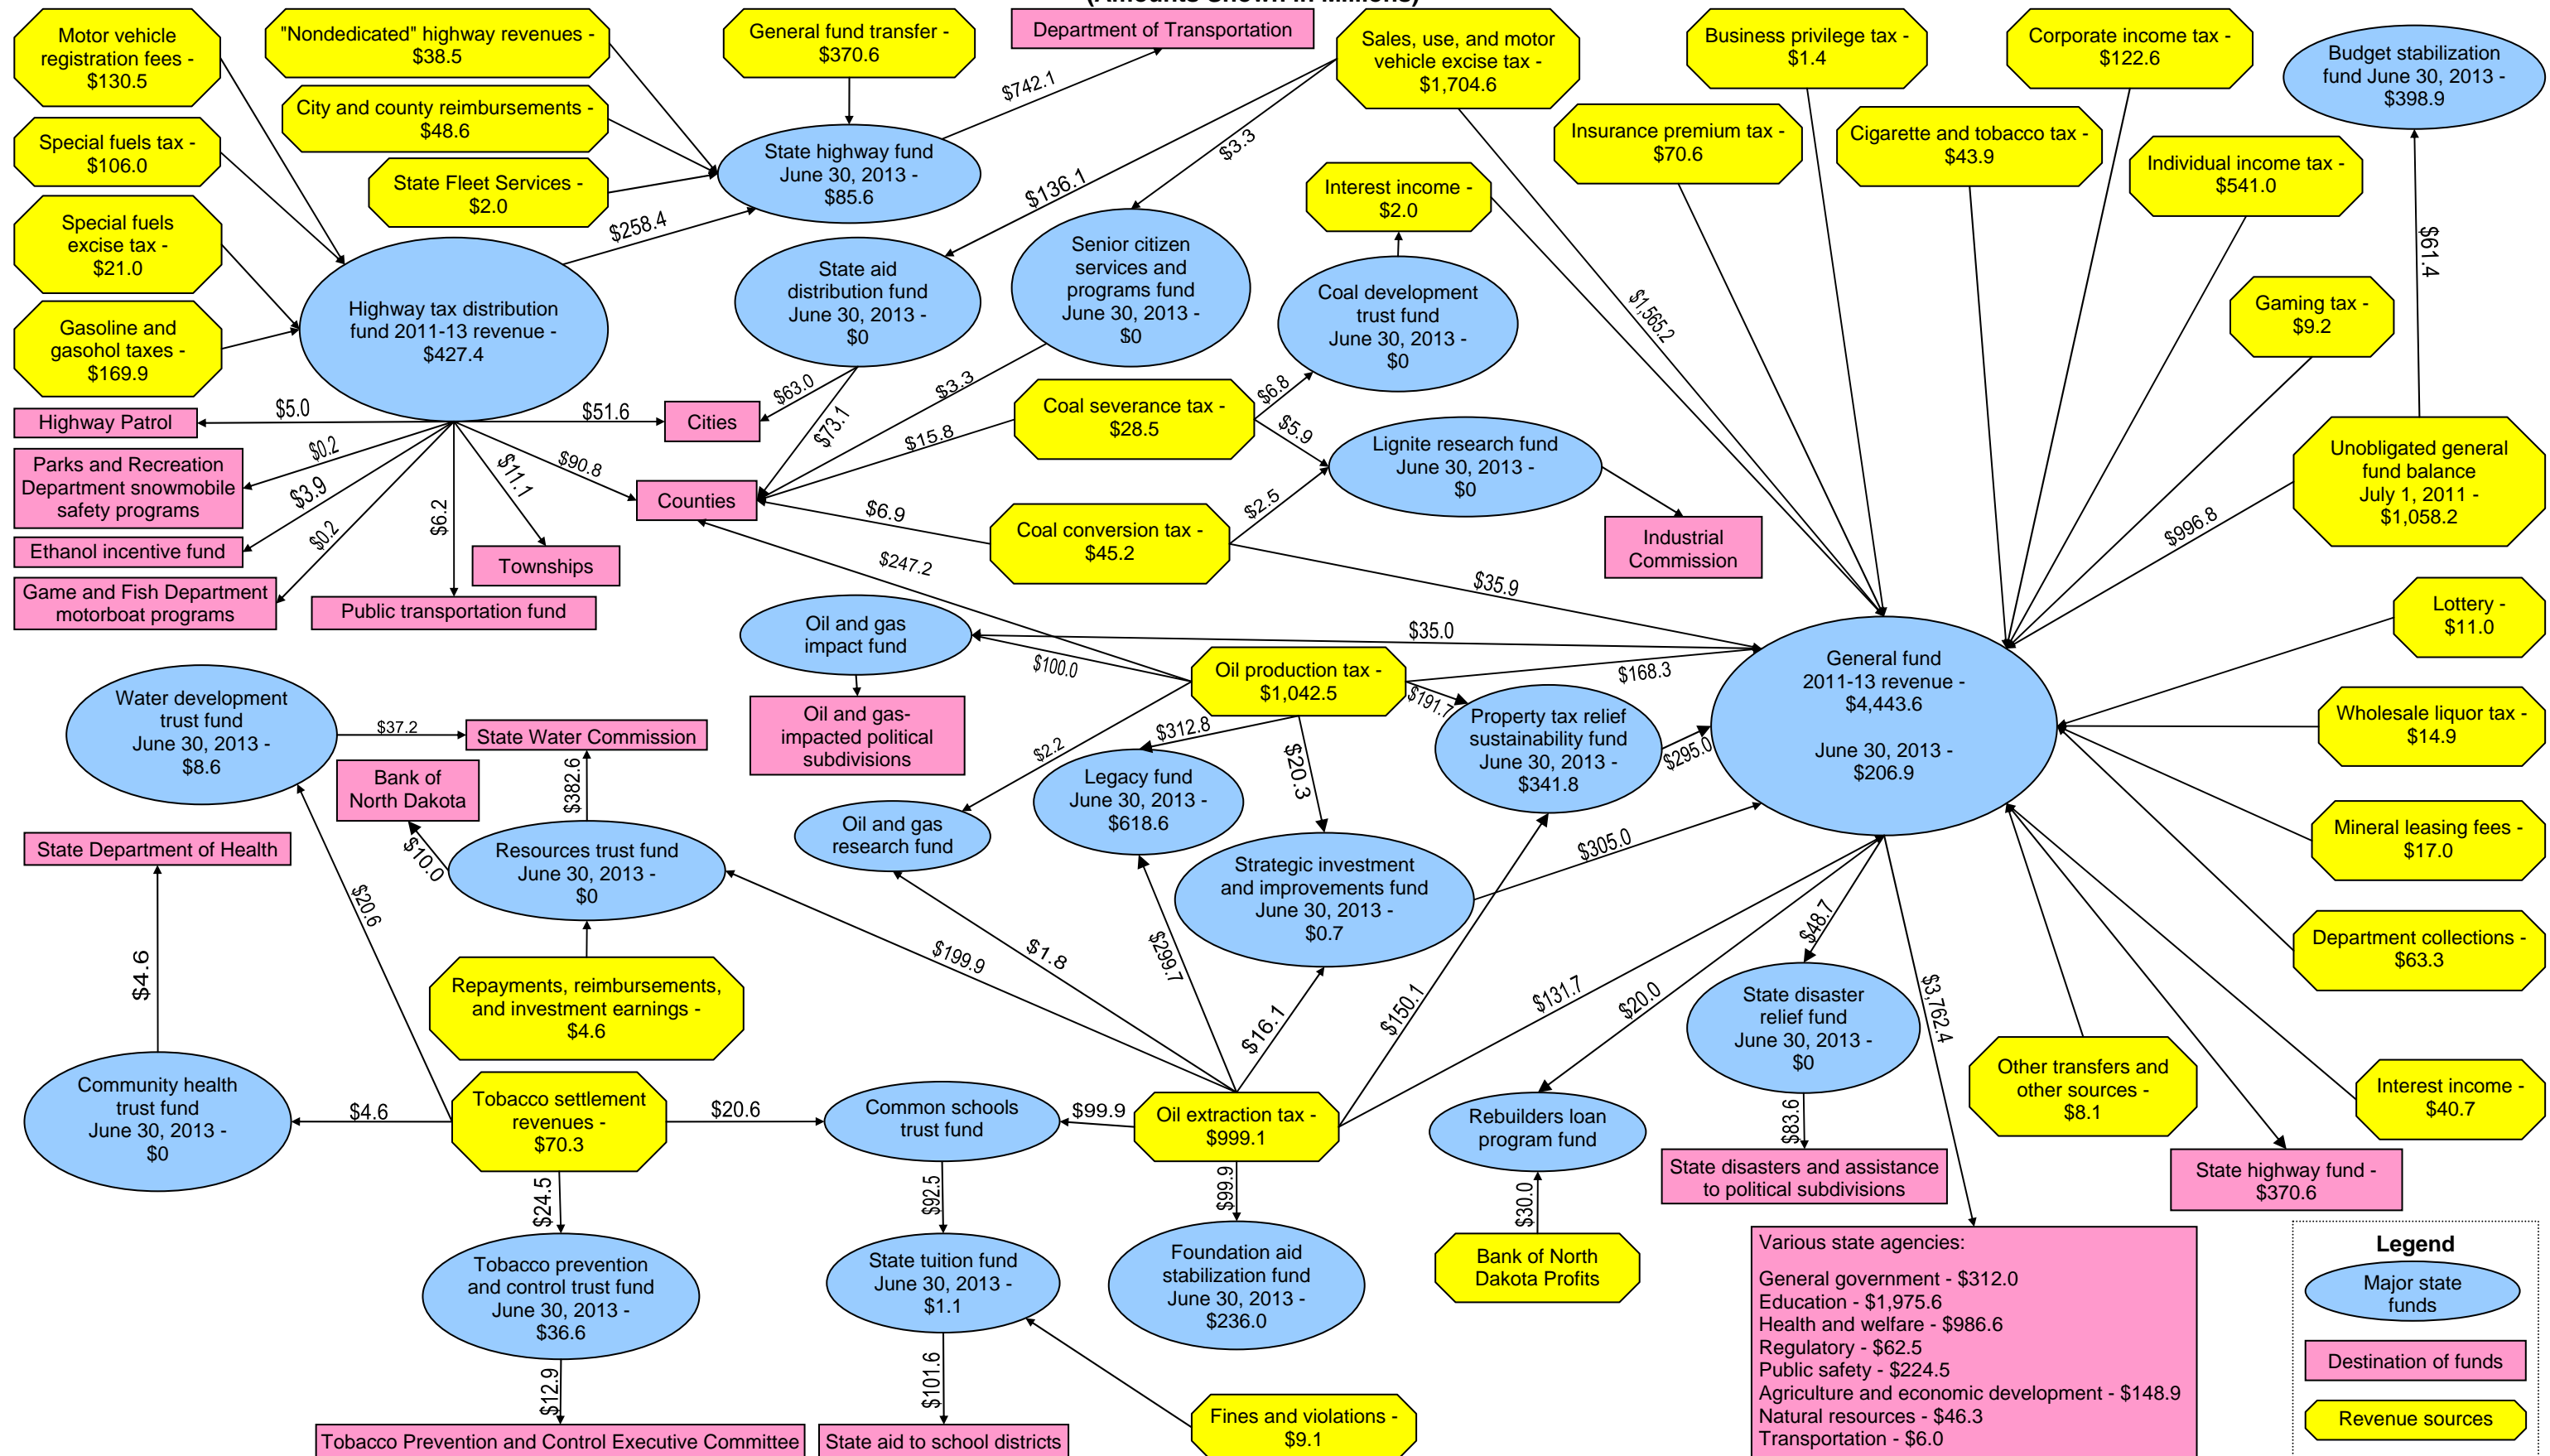 (Amounts Shown in Millions)
Motor vehicle
registration fees -
$130.5
"Nondedicated" highway revenues -
$38.5
General fund transfer -
$370.6
Department of Transportation
Sales, use, and motor
vehicle excise tax -
$1,704.6
Business privilege tax -
$1.4
Corporate income tax -
$122.6
Budget stabilization
fund June 30, 2013 -
$398.9
City and county reimbursements -
$48.6
$742.1
Special fuels tax -
$106.0
State Fleet Services -
$2.0
State highway fund
June 30, 2013 -
$85.6
$3.3
$136.1
Insurance premium tax -
$70.6
Cigarette and tobacco tax -
$43.9
Individual income tax -
$541.0
Interest income -
$2.0
Special fuels
excise tax -
$21.0
$258.4
$61.4
Highway tax distribution
fund 2011-13 revenue -
$427.4
State aid
distribution fund
June 30, 2013 -
$0
Senior citizen
services and
programs fund
June 30, 2013 -
$0
Coal development
trust fund
June 30, 2013 -
$0
$1,565.2
Gaming tax -
$9.2
Gasoline and
gasohol taxes -
$169.9
Highway Patrol
$5.0
$51.6
Cities
$63.0
$73.1
$3.3
$15.8
Coal severance tax -
$28.5
$6.8
$5.9
Lignite research fund
June 30, 2013 -
$0
Unobligated general
fund balance
July 1, 2011 -
$1,058.2
Parks and Recreation
Department snowmobile
safety programs
$0.2
$3.9
$0.2
$6.2
$11.1
$90.8
Counties
$6.9
Coal conversion tax -
$45.2
$2.5
Industrial
Commission
$996.8
Ethanol incentive fund
Game and Fish Department
motorboat programs
Public transportation fund
Townships
$247.2
$35.9
Lottery -
$11.0
Oil and gas
impact fund
$35.0
$100.0
Oil production tax -
$1,042.5
$168.3
$191.7
General fund
2011-13 revenue -
$4,443.6
June 30, 2013 -
$206.9
Wholesale liquor tax -
$14.9
Water development
trust fund
June 30, 2013 -
$8.6
$37.2
State Water Commission
Oil and gas-
impacted political
subdivisions
$2.2
$312.8
$20.3
Property tax relief
sustainability fund
June 30, 2013 -
$341.8
$295.0
Bank of
North Dakota
$382.6
Legacy fund
June 30, 2013 -
$618.6
Mineral leasing fees -
$17.0
State Department of Health
$10.0
Resources trust fund
June 30, 2013 -
$0
Oil and gas
research fund
Strategic investment
and improvements fund
June 30, 2013 -
$0.7
$305.0
$20.6
$4.6
$199.9
$1.8
$299.7
$16.1
$150.1
$131.7
$20.0
$48.7
$3,762.4
Department collections -
$63.3
Repayments, reimbursements,
and investment earnings -
$4.6
State disaster
relief fund
June 30, 2013 -
$0
Other transfers and
other sources -
$8.1
Interest income -
$40.7
Community health
trust fund
June 30, 2013 -
$0
$4.6
Tobacco settlement
revenues -
$70.3
$20.6
Common schools
trust fund
$99.9
Oil extraction tax -
$999.1
Rebuilders loan
program fund
$83.6
State disasters and assistance
to political subdivisions
State highway fund -
$370.6
$24.5
$92.5
$99.9
$30.0
Tobacco prevention
and control trust fund
June 30, 2013 -
$36.6
State tuition fund
June 30, 2013 -
$1.1
Foundation aid
stabilization fund
June 30, 2013 -
$236.0
Bank of North
Dakota Profits
Various state agencies:
General government - $312.0
Education - $1,975.6
Health and welfare - $986.6
Regulatory - $62.5
Public safety - $224.5
Agriculture and economic development - $148.9
Natural resources - $46.3
Transportation - $6.0
Legend
Major state
funds
Destination of funds
Revenue sources
$12.9
$101.6
Fines and violations -
$9.1
Tobacco Prevention and Control Executive Committee
State aid to school districts